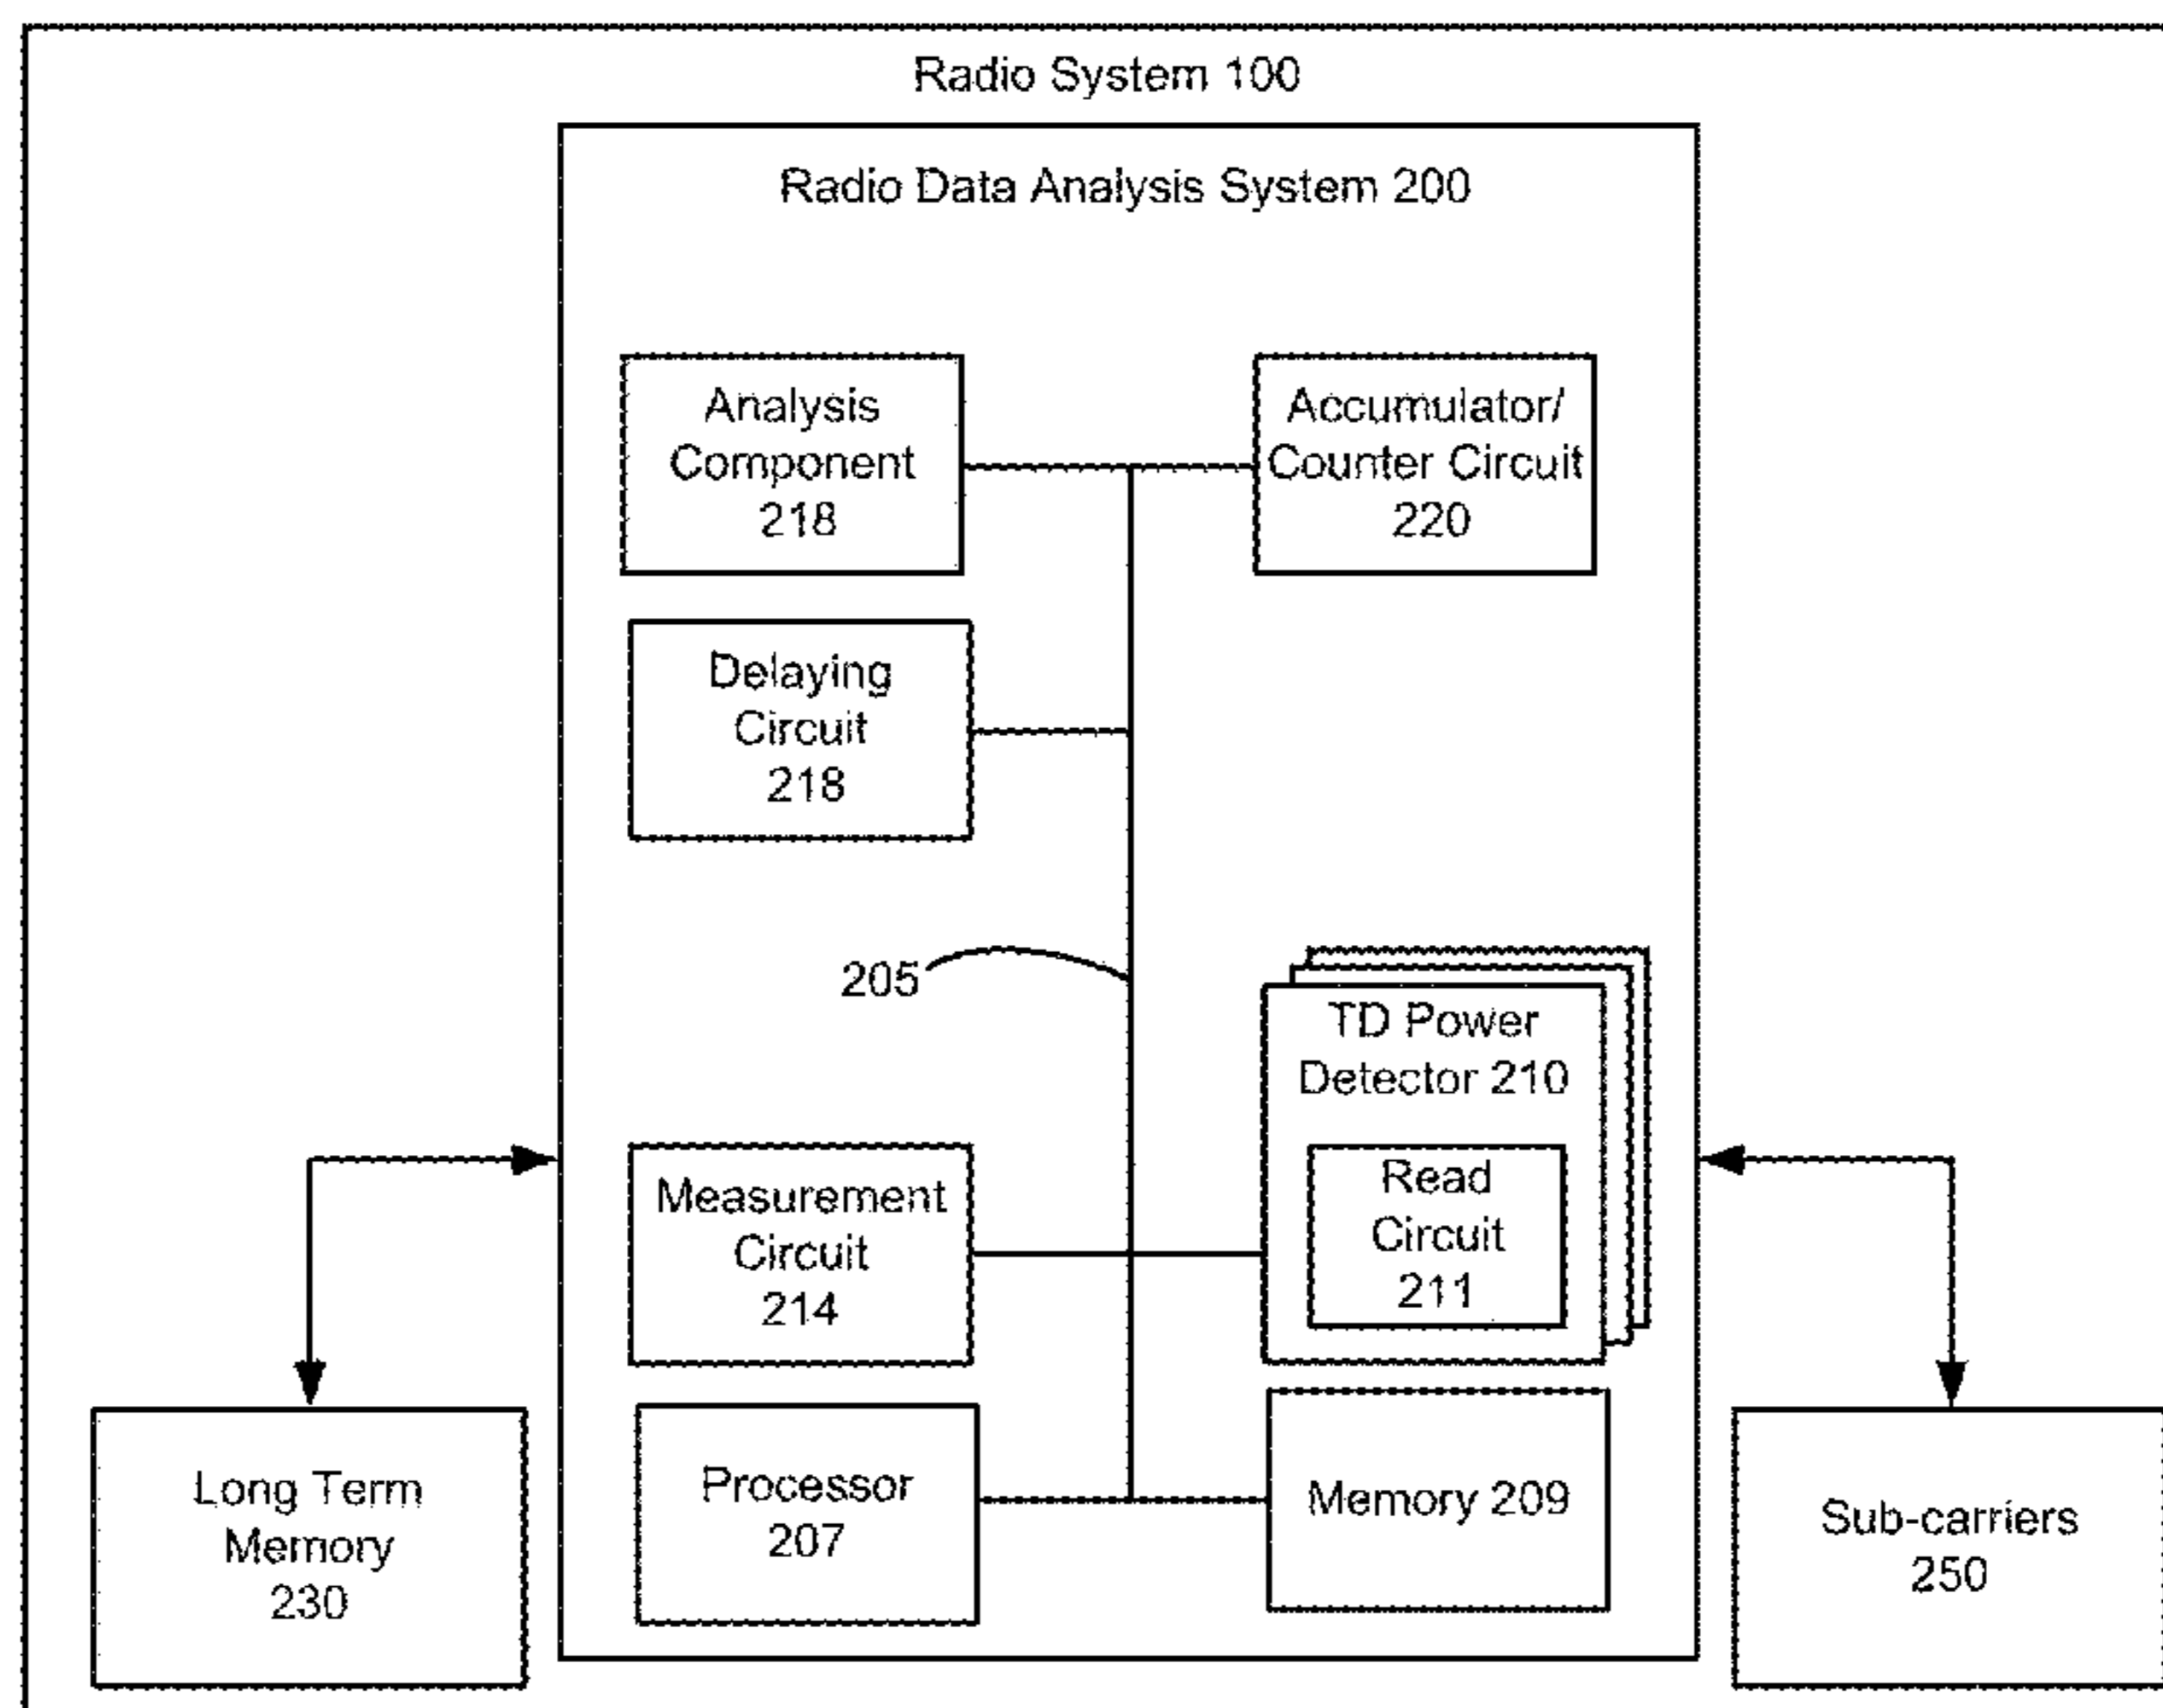 Radio System 100
Radio Data Analysis System 200
Analysis
Component
218
Accumulator/
Counter Circuit
220
Delaying
Circuit
218
205
TD Power
Detector 210
Read
Circuit
211
Measurement
Circuit
214
Processor
207
Memory 209
Long Term
Memory
230
Sub-carriers
250